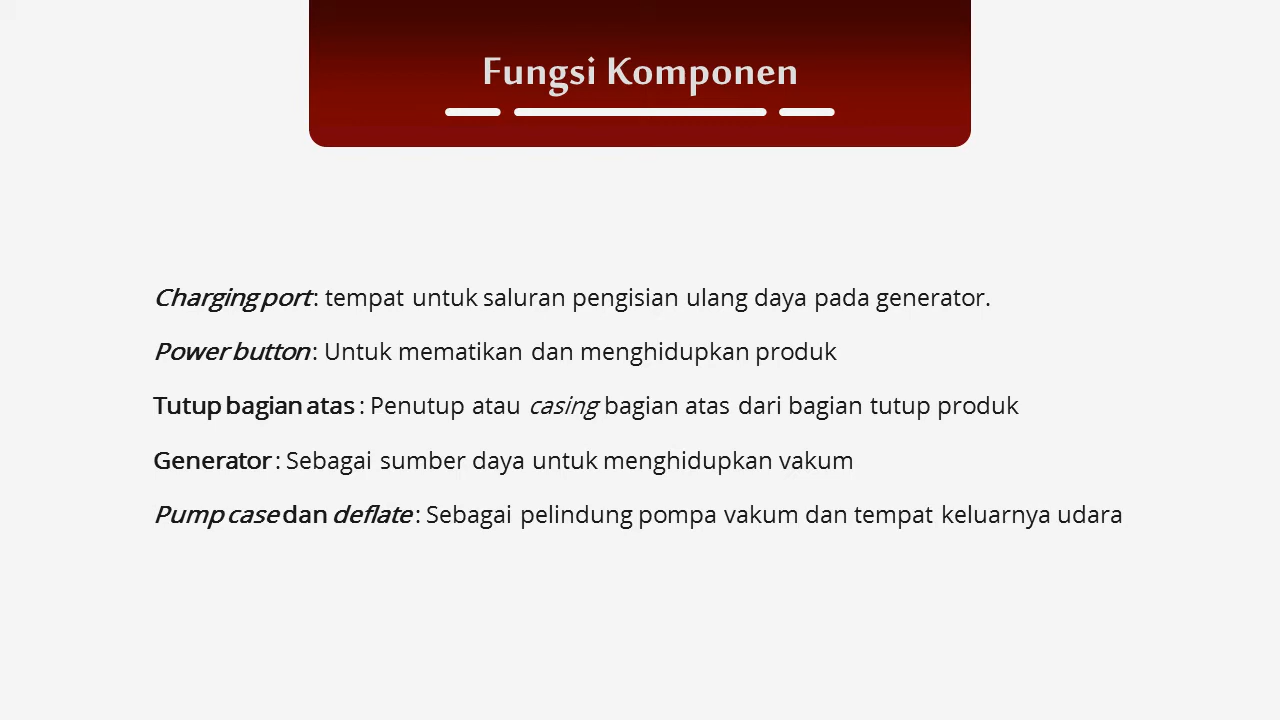 Fungsi Komponen
Charging port: tempat untuk saluran pengisian ulang daya pada generator.
Power button: Untuk mematikan dan menghidupkan produk
Tutup bagian atas : Penutup atau casing bagian atas dari bagian tutup produk
Generator : Sebagai sumber daya untuk menghidupkan vakum
Pump case dan deflate : Sebagai pelindung pompa vakum dan tempat keluarnya udara